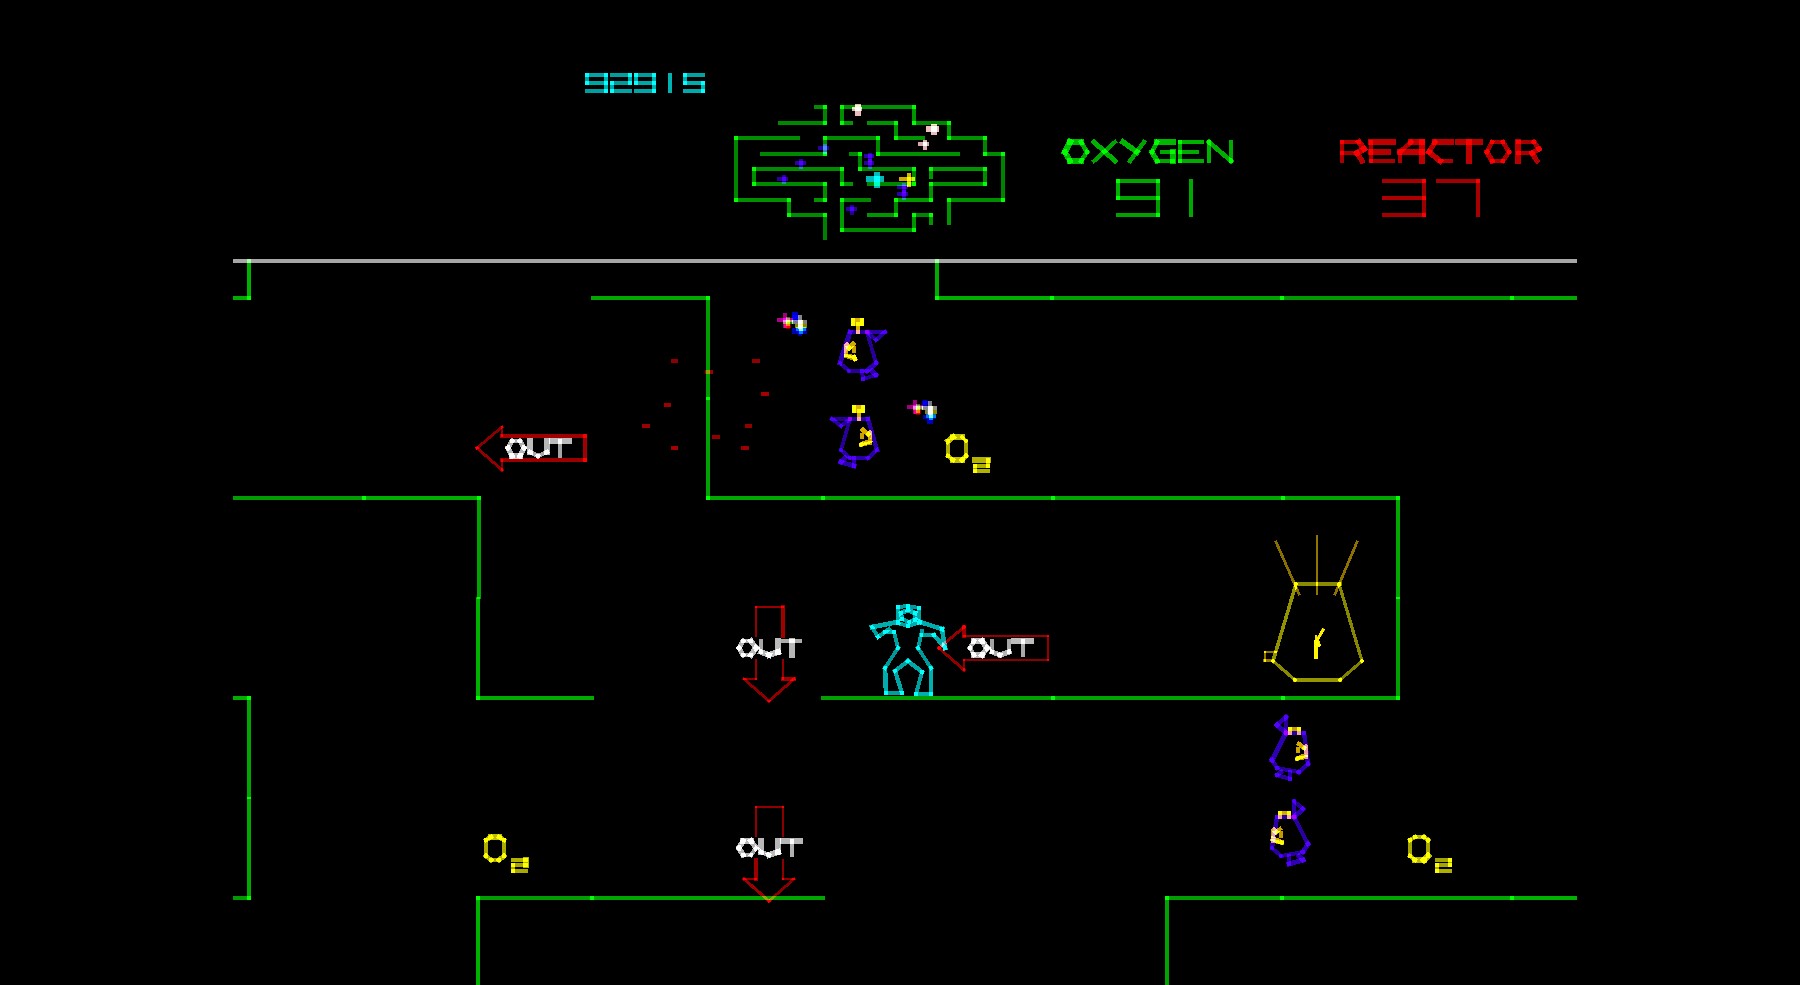 92915
OXYGEN REACTOR
91 37
OUT O2
OUT OUT
O2 OUT O2